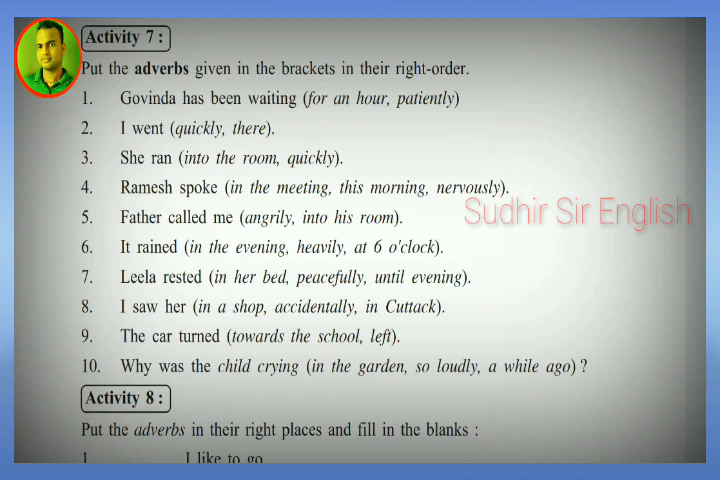 Activity 7 :
Put the adverbs given in the brackets in their right-order.
1. Govinda has been waiting (for an hour, patiently)
2. I went (quickly, there).
3. She ran (into the room, quickly).
4. Ramesh spoke (in the meeting, this morning, nervously).
5. Father called me (angrily, into his room).
Sudhir Sir English
6. It rained (in the evening, heavily, at 6 o'clock).
7. Leela rested (in her bed, peacefully, until evening).
8. I saw her (in a shop, accidentally, in Cuttack).
9. The car turned (towards the school, left).
10. Why was the child crying (in the garden, so loudly, a while ago) ?
Activity 8 :
Put the adverbs in their right places and fill in the blanks :
1 I like to go